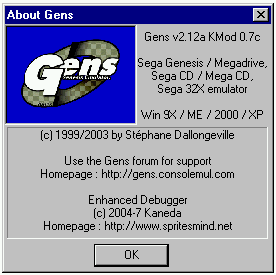 About Gens
Gens
Genesis Emulator
Gens v2.12a KMod 0.7c
Sega Genesis / Megadrive,
Sega CD / Mega CD,
Sega 32X emulator
Win 9X / ME / 2000 / XP
(c) 1999/2003 by Stéphane Dallongeville
Use the Gens forum for support
Homepage : http://gens.consolemul.com
Enhanced Debugger
(c) 2004-7 Kaneda
Homepage : http://www.spritesmind.net
OK